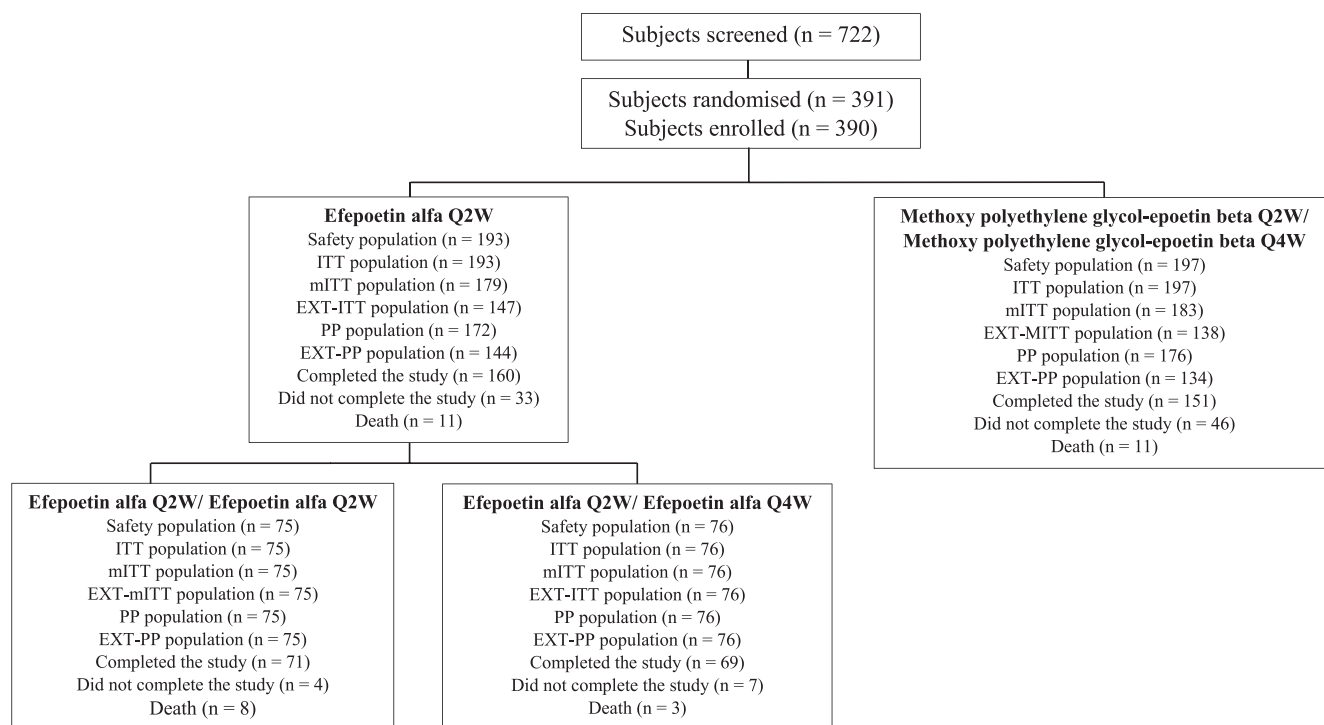 Subjects screened (n = 722)
Subjects randomised (n = 391)
Subjects enrolled (n = 390)
Efepoetin alfa Q2W
Safety population (n = 193)
ITT population (n = 193)
mITT population (n = 179)
EXT-ITT population (n = 147)
PP population (n = 172)
EXT-PP population (n = 144)
Completed the study (n = 160)
Did not complete the study (n = 33)
Death (n = 11)
Methoxy polyethylene glycol-epoetin beta Q2W/
Methoxy polyethylene glycol-epoetin beta Q4W
Safety population (n = 197)
ITT population (n = 197)
mITT population (n = 183)
EXT-MITT population (n = 138)
PP population (n = 176)
EXT-PP population (n = 134)
Completed the study (n = 151)
Did not complete the study (n = 46)
Death (n = 11)
Efepoetin alfa Q2W/ Efepoetin alfa Q2W
Safety population (n = 75)
ITT population (n = 75)
mITT population (n = 75)
EXT-mITT population (n = 75)
PP population (n = 75)
EXT-PP population (n = 75)
Completed the study (n = 71)
Did not complete the study (n = 4)
Death (n = 8)
Efepoetin alfa Q2W/ Efepoetin alfa Q4W
Safety population (n = 76)
ITT population (n = 76)
mITT population (n = 76)
EXT-ITT population (n = 76)
PP population (n = 76)
EXT-PP population (n = 76)
Completed the study (n = 69)
Did not complete the study (n = 7)
Death (n = 3)